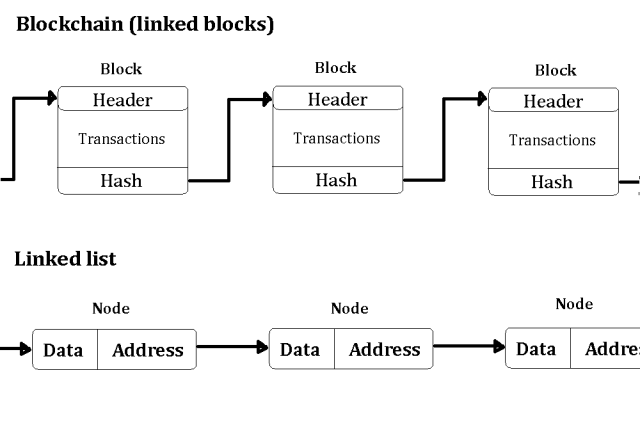 Blockchain (linked blocks)
Block
Block
Block
Header
Header
Header
Transactions
Transactions
Transactions
Hash
Hash
Hash
Linked list
Node
Node
Node
Data Address
Data Address
Data Addre